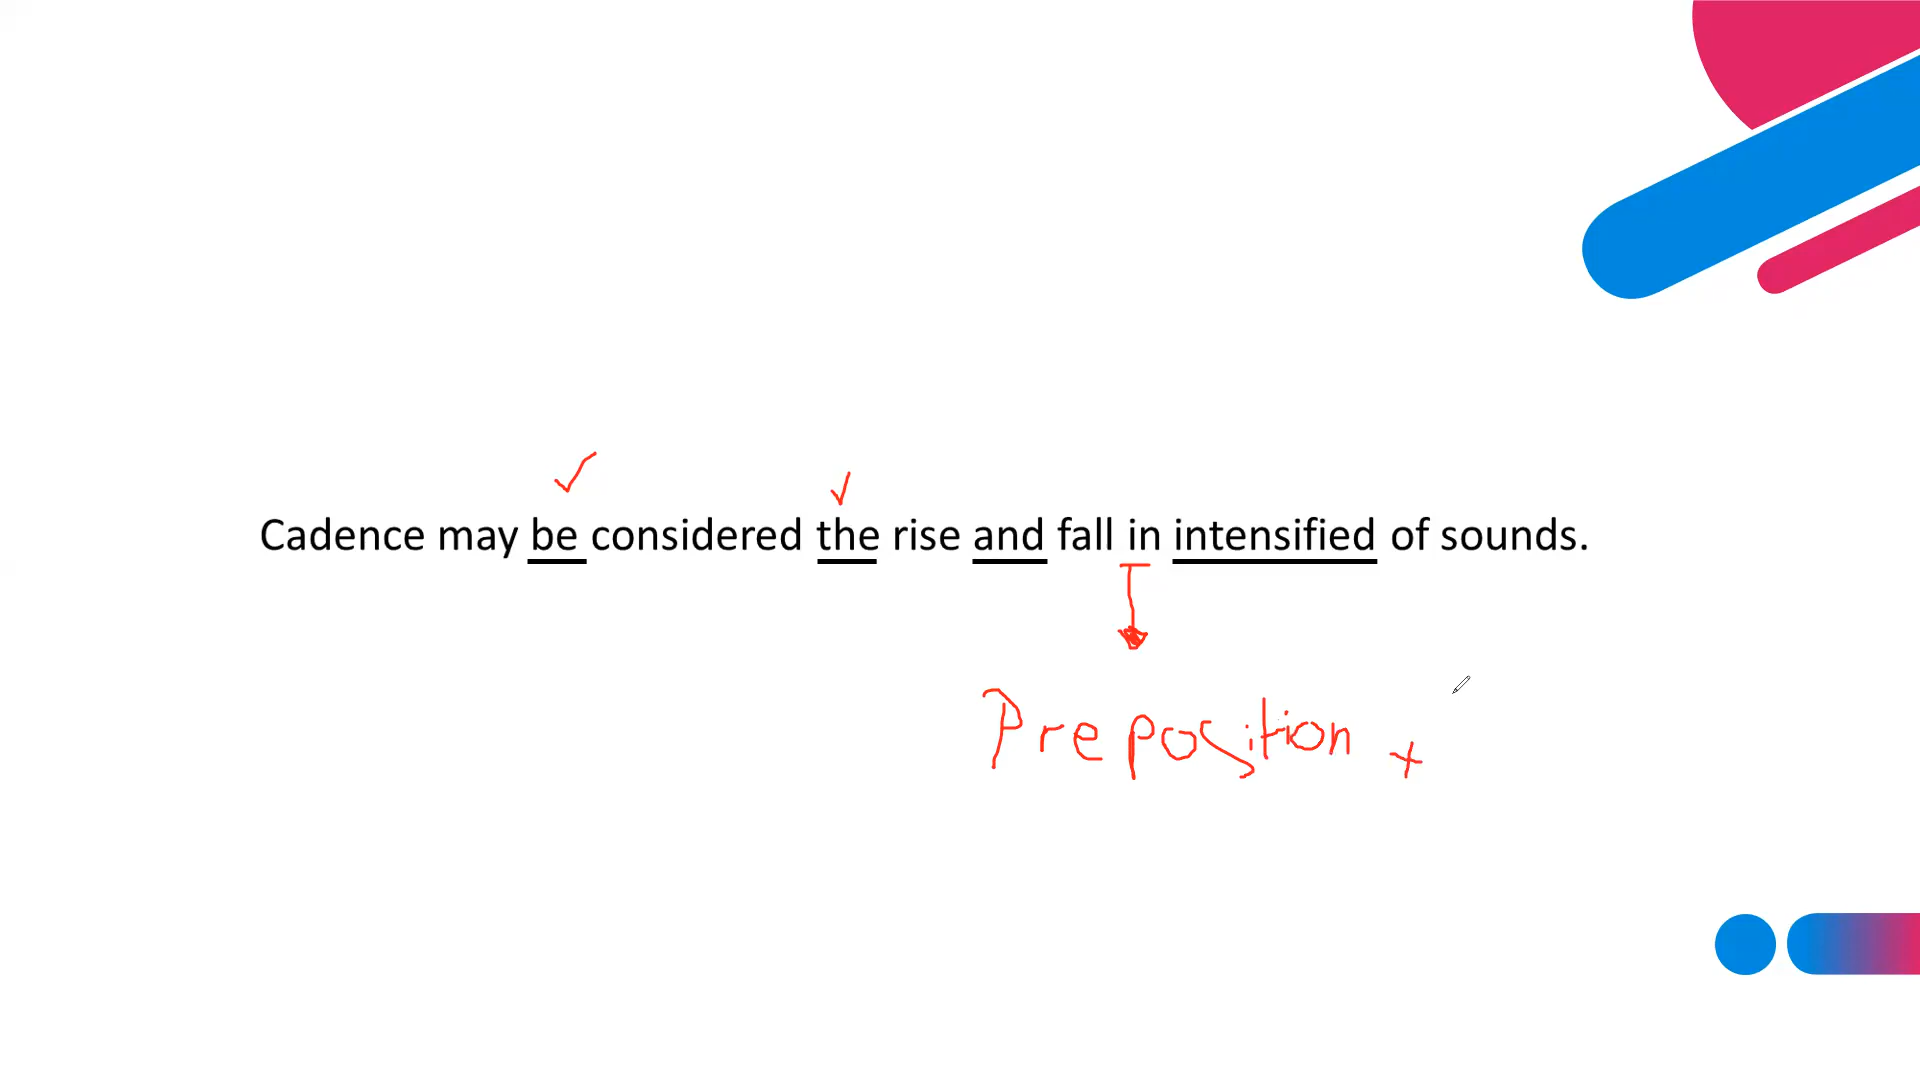 Cadence may be considered the rise and fall in intensified of sounds.
Preposition +